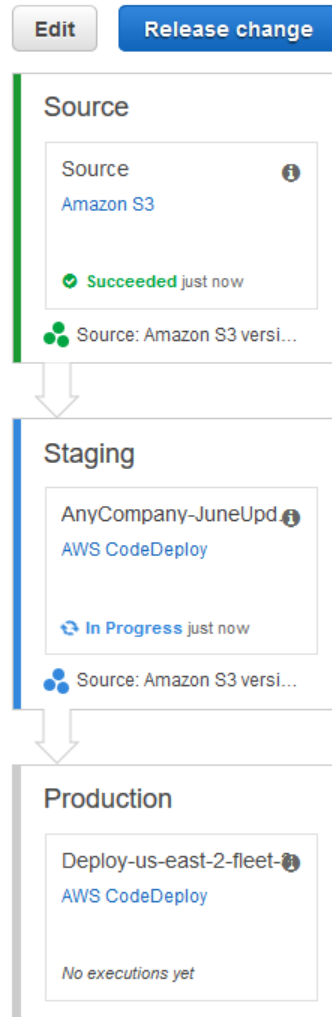 Edit Release change
Source
Source
Amazon S3
Succeeded just now
Source: Amazon S3 versi...
Staging
AnyCompany-JuneUpd.
AWS CodeDeploy
In Progress just now
Source: Amazon S3 versi...
Production
Deploy-us-east-2-fleet-
AWS CodeDeploy
No executions yet